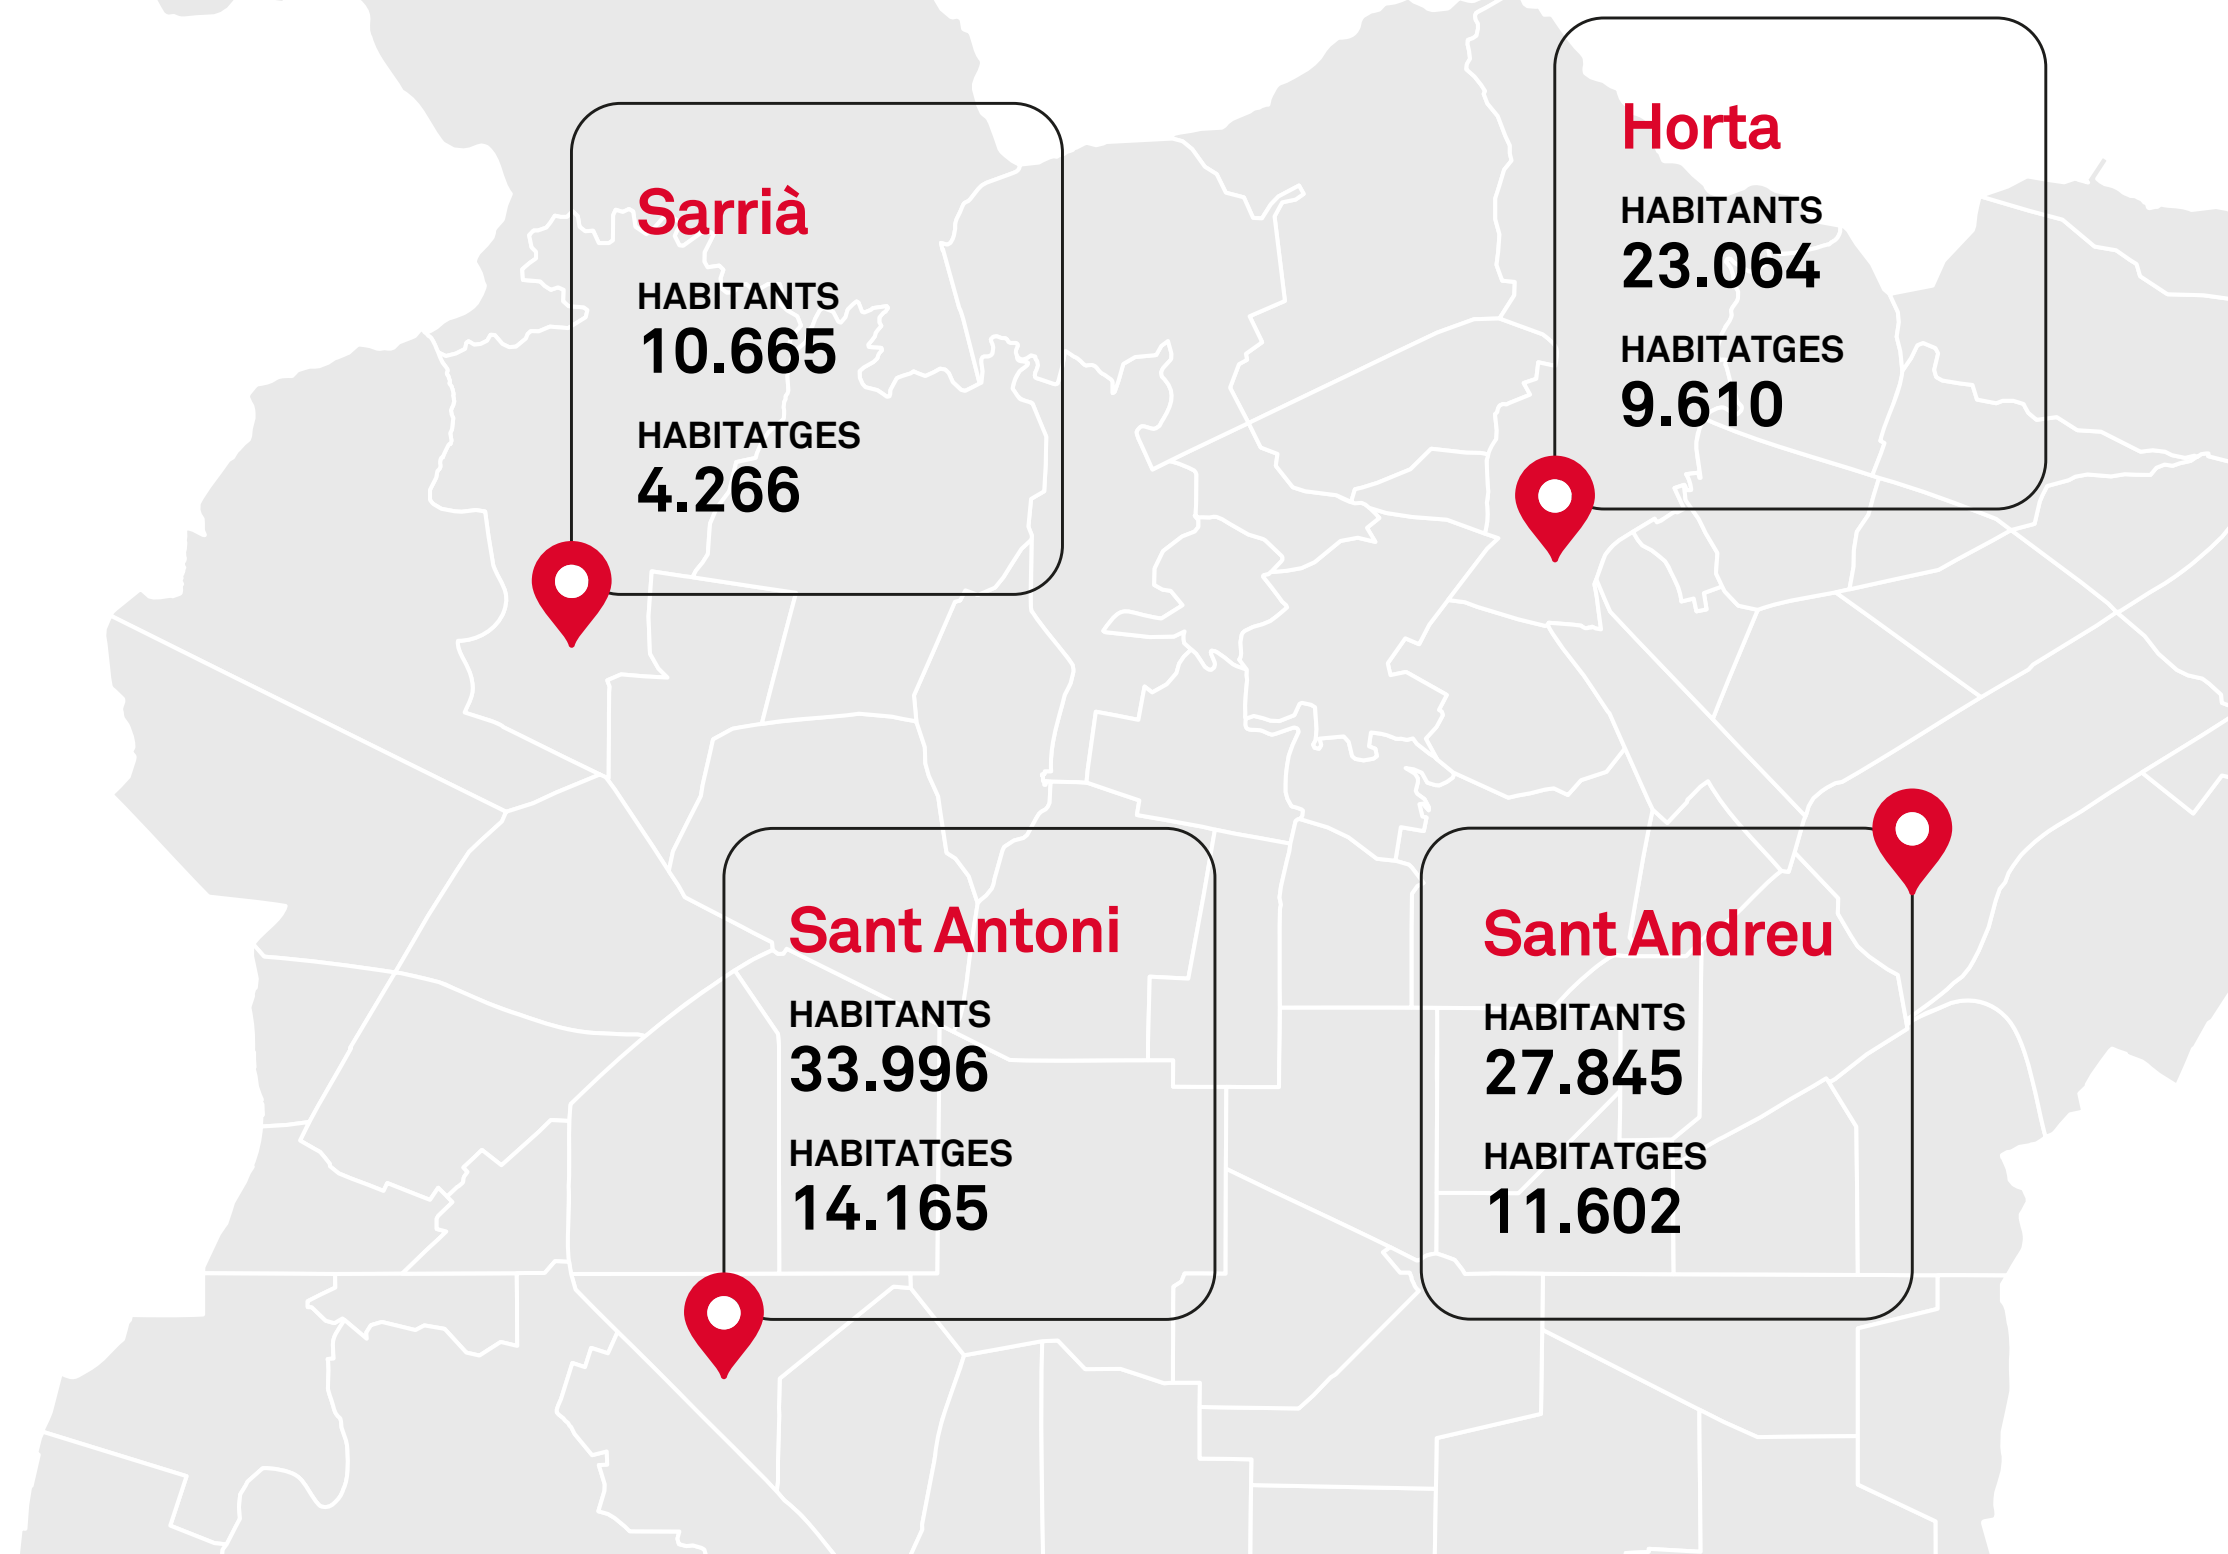 Sarrià
HABITANTS
10.665
HABITATGES
4.266
Horta
HABITANTS
23.064
HABITATGES
9.610
Sant Antoni
HABITANTS
33.996
HABITATGES
14.165
Sant Andreu
HABITANTS
27.845
HABITATGES
11.602